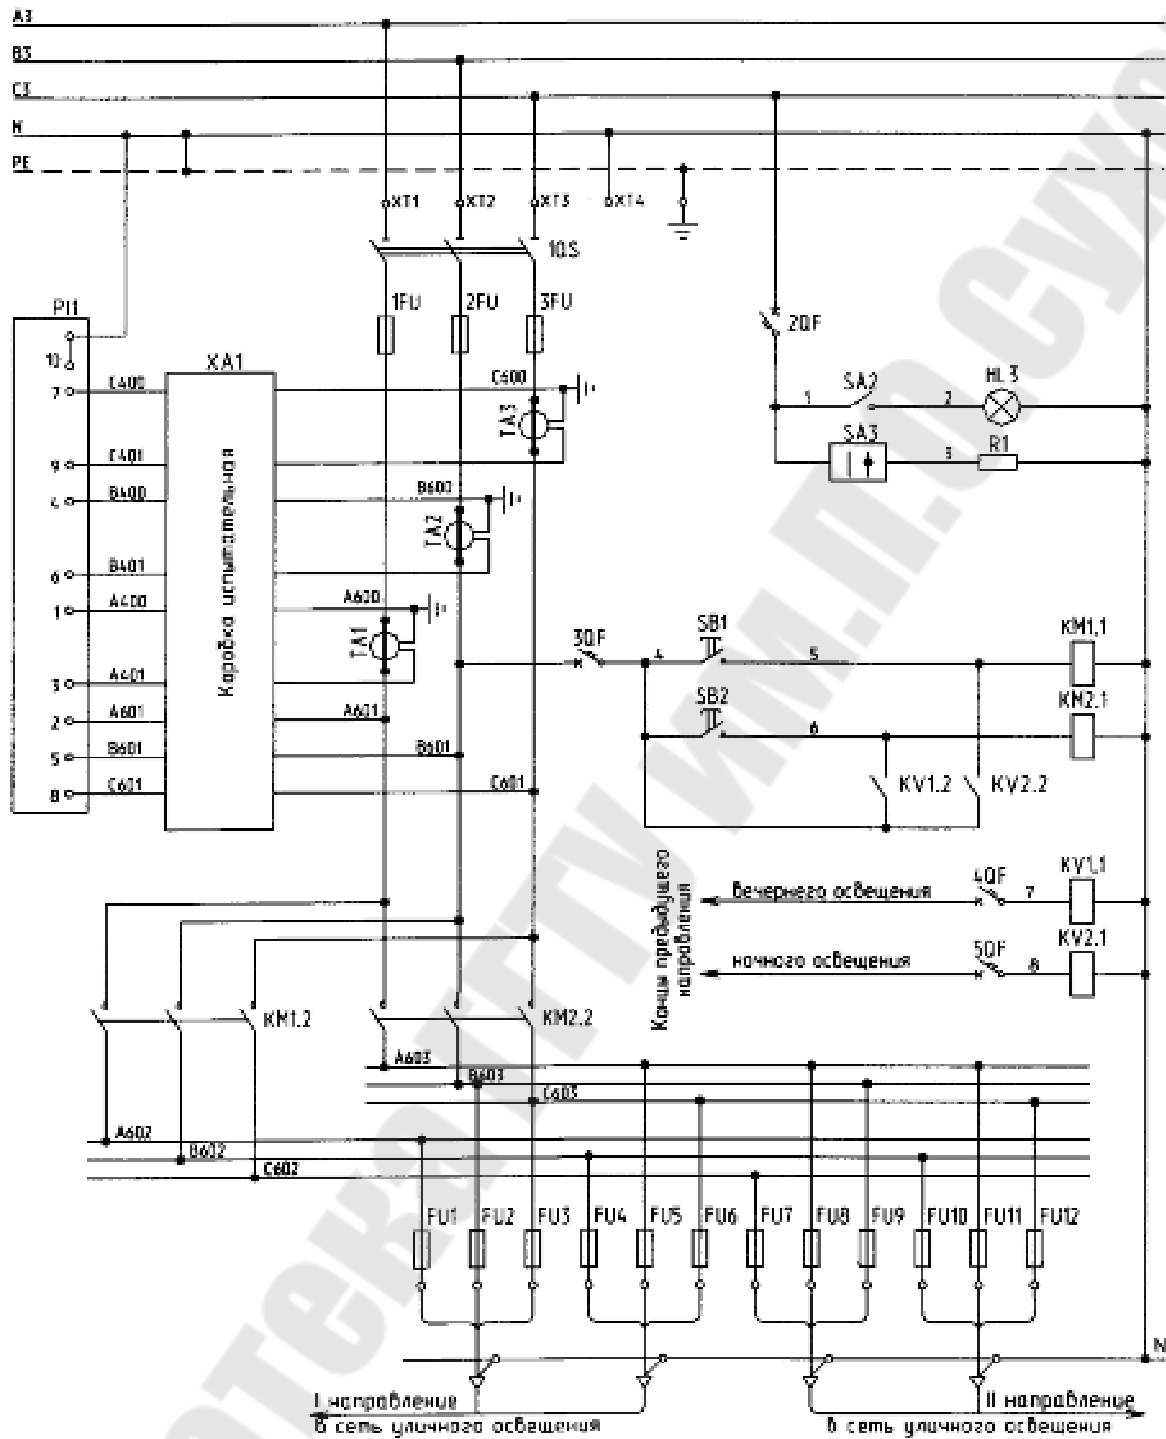 A3
B3
C3
N
PE
XT1
XT2
XT3
XT4
1QS
1FU
2FU
3FU
2QF
PI1
XA1
10
7
C400
C600
TA3
SA2
HL3
1
2
SA3
3
R1
9
C401
4
B400
B600
TA2
6
B401
1
A400
A600
TA1
3
A401
2
A601
A601
5
B601
B601
8
C601
C601
Коробка испытательная
3QF
4
SB1
5
KM1.1
SB2
6
KM2.1
KV1.2
KV2.2
Концы предыдущего
направления
вечернего освещения
4QF
7
KV1.1
ночного освещения
5QF
8
KV2.1
KM1.2
KM2.2
A603
B603
C603
A602
B602
C602
FU1
FU2
FU3
FU4
FU5
FU6
FU7
FU8
FU9
FU10
FU11
FU12
N
I направление
в сеть уличного освещения
II направление
в сеть уличного освещения
отека ГГТУ им.П.О.Сухо